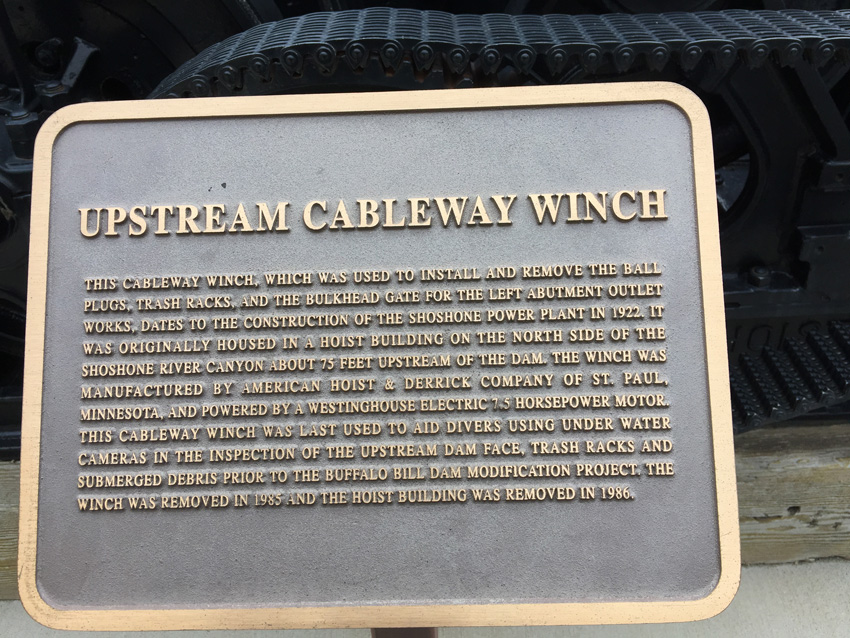 UPSTREAM CABLEWAY WINCH
THIS CABLEWAY WINCH, WHICH WAS USED TO INSTALL AND REMOVE THE BALL
PLUGS, TRASH RACKS, AND THE BULKHEAD GATE FOR THE LEFT ABUTMENT OUTLET
WORKS, DATES TO THE CONSTRUCTION OF THE SHOSHONE POWER PLANT IN 1922. IT
WAS ORIGINALLY HOUSED IN A HOIST BUILDING ON THE NORTH SIDE OF THE
SHOSHONE RIVER CANYON ABOUT 75 FEET UPSTREAM OF THE DAM. THE WINCH WAS
MANUFACTURED BY AMERICAN HOIST & DERRICK COMPANY OF ST. PAUL,
MINNESOTA, AND POWERED BY A WESTINGHOUSE ELECTRIC 7.5 HORSEPOWER MOTOR.
THIS CABLEWAY WINCH WAS LAST USED TO AID DIVERS USING UNDER WATER
CAMERAS IN THE INSPECTION OF THE UPSTREAM DAM FACE, TRASH RACKS AND
SUBMERGED DEBRIS PRIOR TO THE BUFFALO BILL DAM MODIFICATION PROJECT. THE
WINCH WAS REMOVED IN 1985 AND THE HOIST BUILDING WAS REMOVED IN 1986.